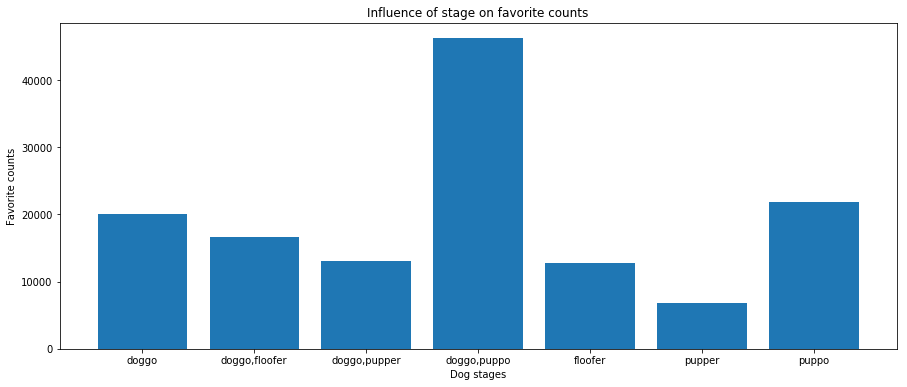 Influence of stage on favorite counts
Favorite counts
40000
30000
20000
10000
0
doggo doggo,floofer doggo,pupper doggo,puppo floofer pupper puppo
Dog stages